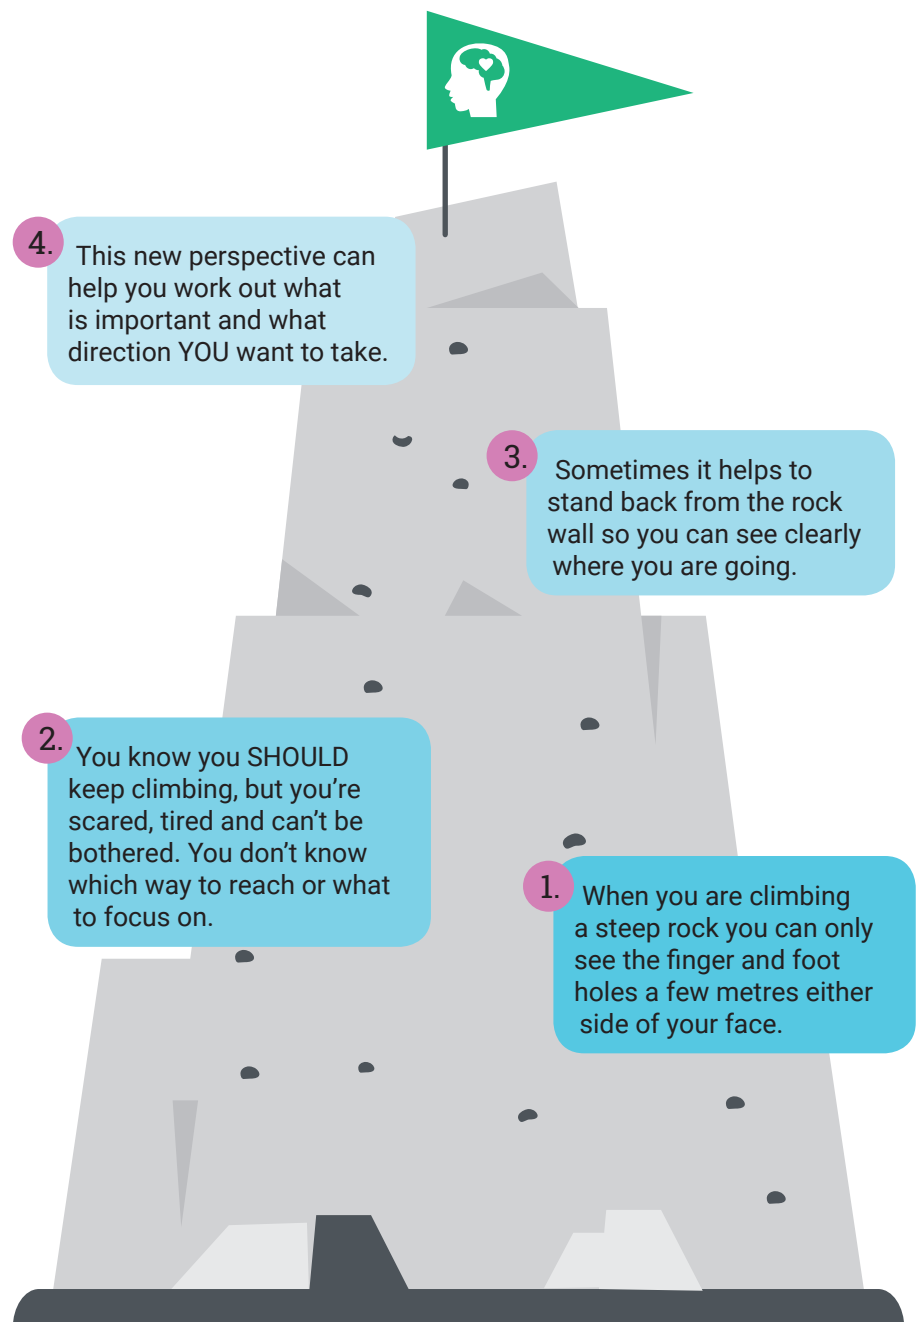 4.
This new perspective can
help you work out what
is important and what
direction YOU want to take.
3.
Sometimes it helps to
stand back from the rock
wall so you can see clearly
where you are going.
2.
You know you SHOULD
keep climbing, but you’re
scared, tired and can’t be
bothered. You don’t know
which way to reach or what
to focus on.
1.
When you are climbing
a steep rock you can only
see the finger and foot
holes a few metres either
side of your face.